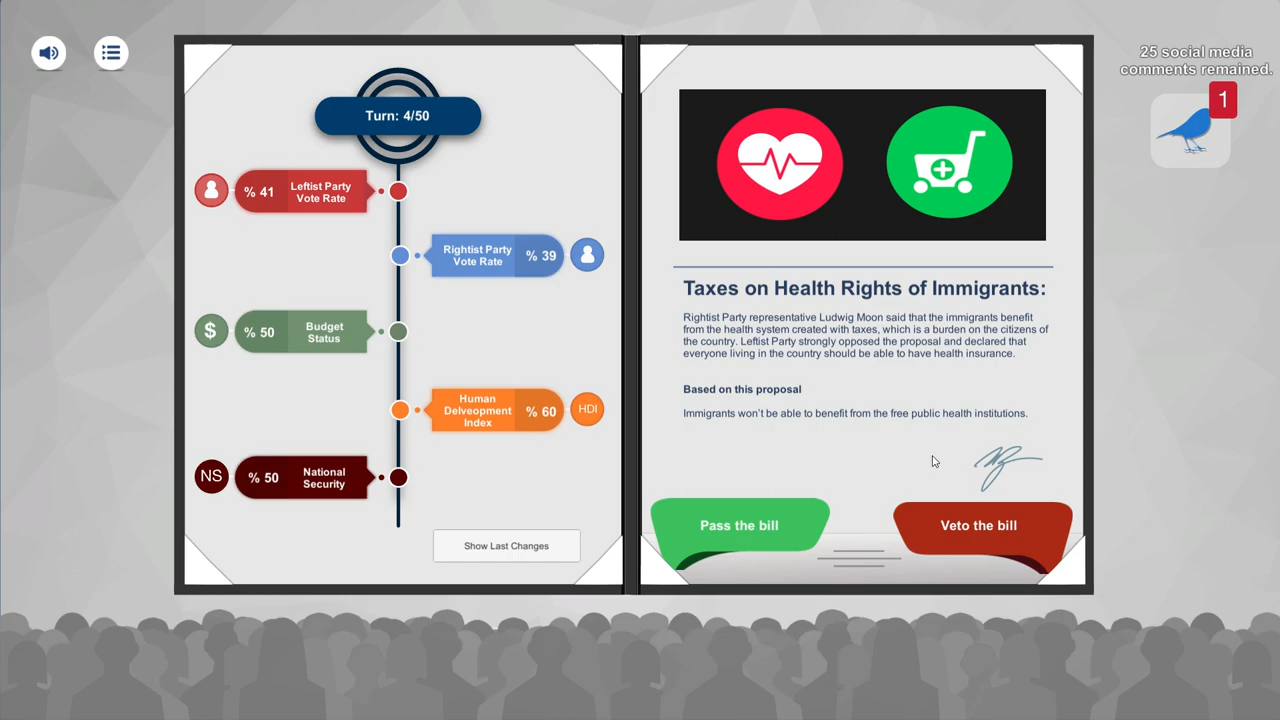 25 social media
comments remained.
1
Turn: 4/50
% 41
Leftist Party
Vote Rate
Rightist Party
Vote Rate
% 39
$
% 50
Budget
Status
Human
Delveopment
Index
% 60
HDI
NS
% 50
National
Security
Show Last Changes
Taxes on Health Rights of Immigrants:
Rightist Party representative Ludwig Moon said that the immigrants benefit
from the health system created with taxes, which is a burden on the citizens of
the country. Leftist Party strongly opposed the proposal and declared that
everyone living in the country should be able to have health insurance.
Based on this proposal
Immigrants won't be able to benefit from the free public health institutions.
Pass the bill
Veto the bill